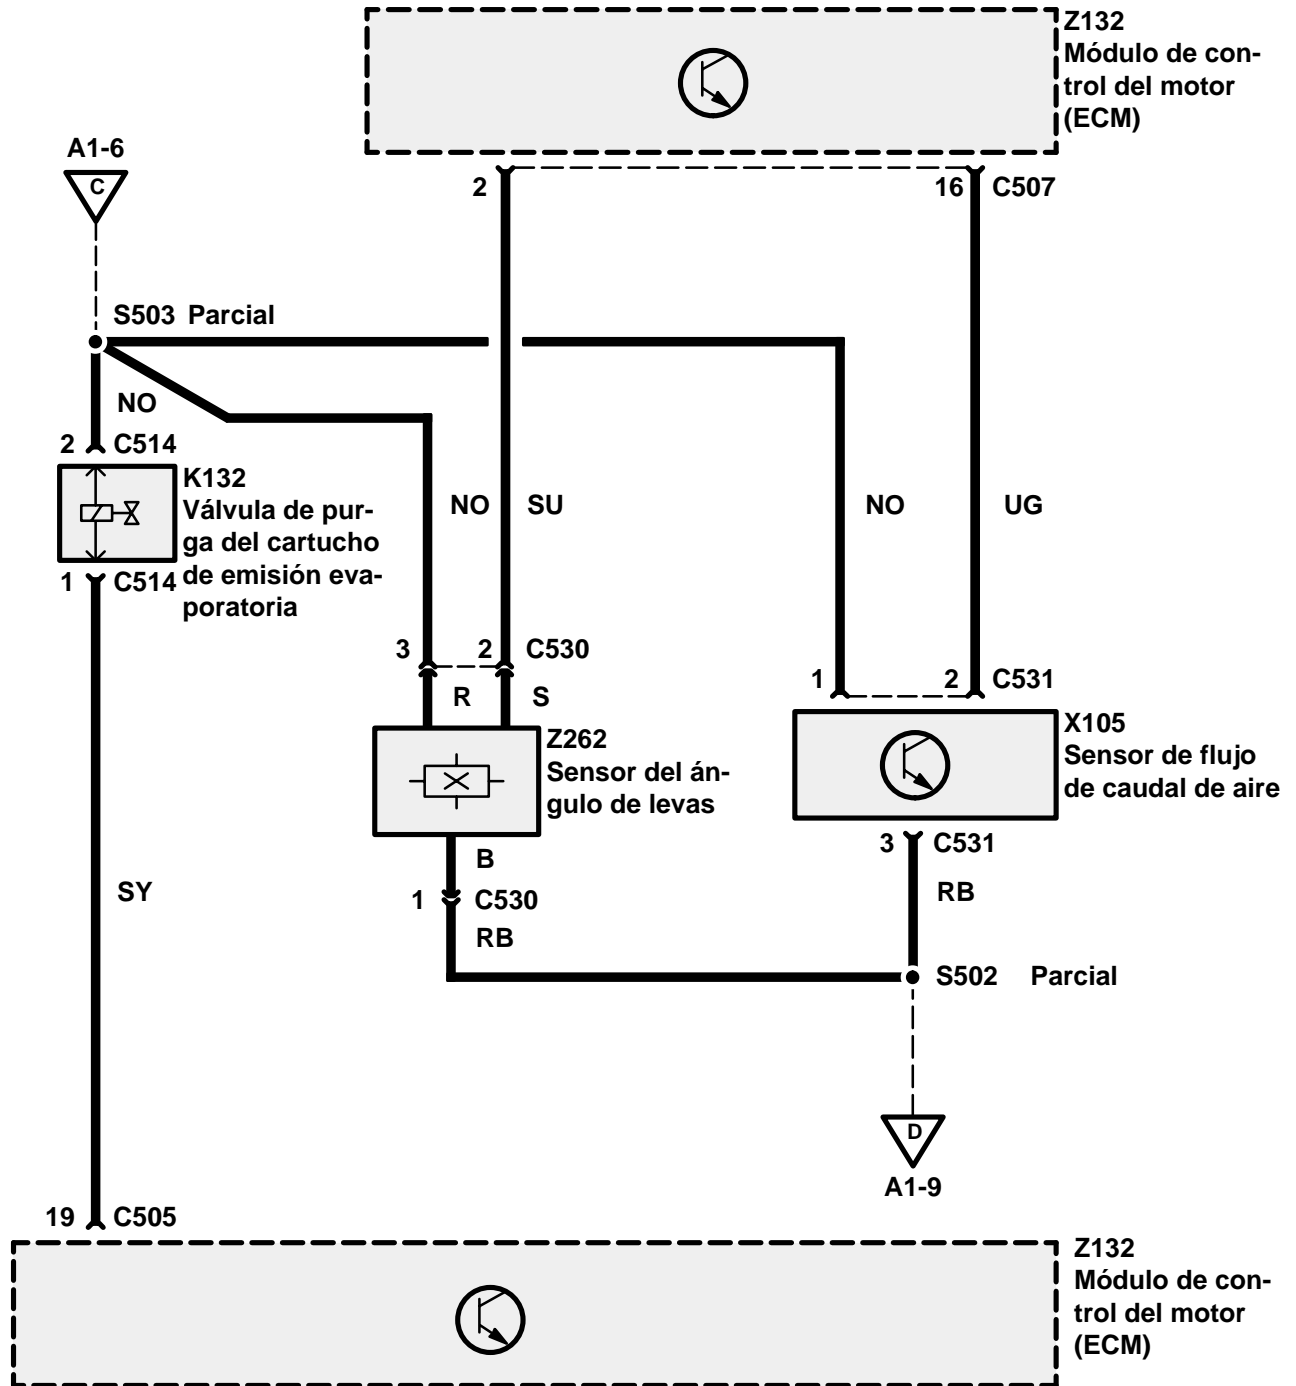 Z132
Módulo de con-
trol del motor
(ECM)
A1-6
C
2
16 C507
S503 Parcial
NO
2 C514
K132
Válvula de pur-
ga del cartucho
de emisión eva-
poratoria
1 C514
NO
SU
NO
UG
3
2 C530
R
S
1
2 C531
Z262
Sensor del án-
gulo de levas
X105
Sensor de flujo
de caudal de aire
3 C531
B
1 C530
RB
RB
SY
S502 Parcial
D
A1-9
19 C505
Z132
Módulo de con-
trol del motor
(ECM)